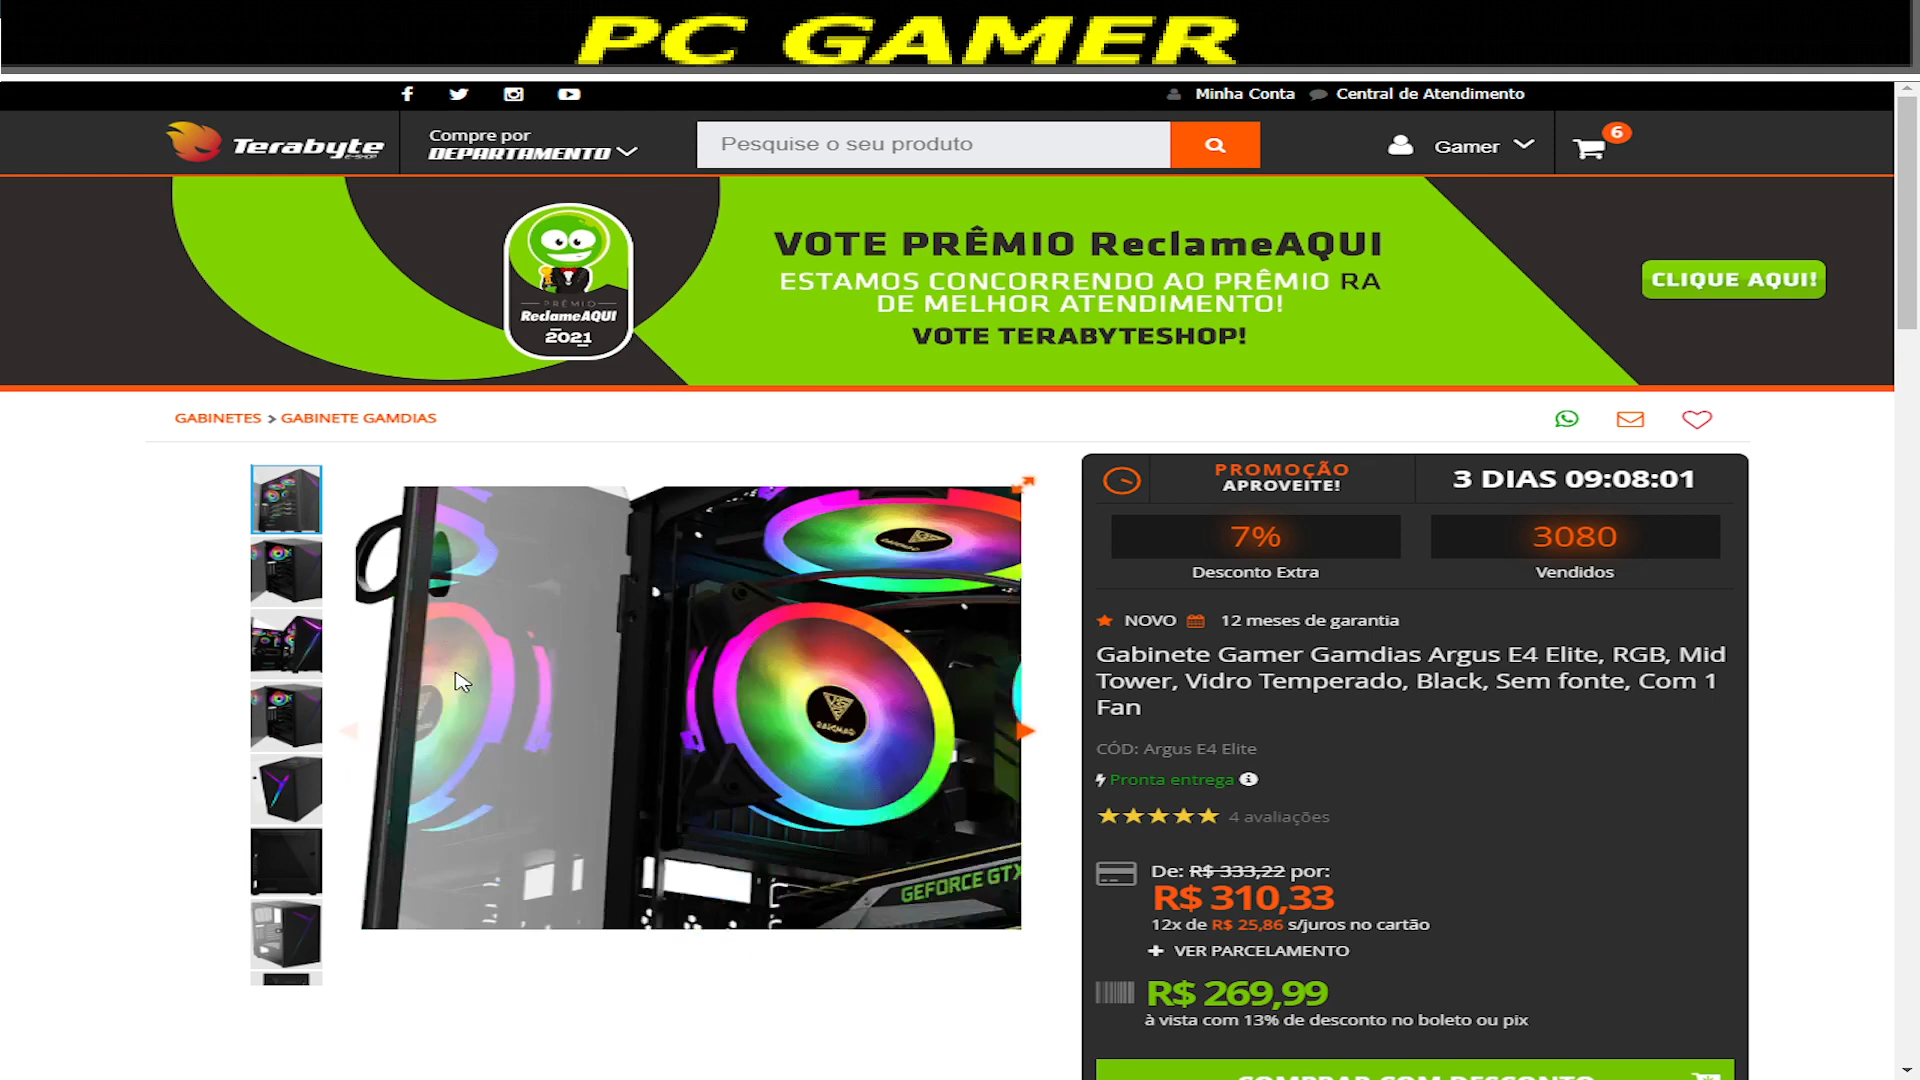 PC GAMER
Minha Conta
Central de Atendimento
Terabyte
E-SHOP
Compre por
DEPARTAMENTO
Pesquise o seu produto
Gamer
6
PRÊMIO
ReclameAQUI
2021
VOTE PRÊMIO ReclameAQUI
ESTAMOS CONCORRENDO AO PRÊMIO RA
DE MELHOR ATENDIMENTO!
VOTE TERABYTESHOP!
CLIQUE AQUI!
GABINETES > GABINETE GAMDIAS
PROMOÇÃO
APROVEITE!
3 DIAS 09:08:01
7%
Desconto Extra
3080
Vendidos
NOVO
12 meses de garantia
Gabinete Gamer Gamdias Argus E4 Elite, RGB, Mid
Tower, Vidro Temperado, Black, Sem fonte, Com 1
Fan
CÓD: Argus E4 Elite
Pronta entrega
4 avaliações
De: R$ 333,22 por:
R$ 310,33
12x de R$ 25,86 s/juros no cartão
+ VER PARCELAMENTO
R$ 269,99
à vista com 13% de desconto no boleto ou pix
COMPRAR COM DESCONTO
GEFORCE GTX